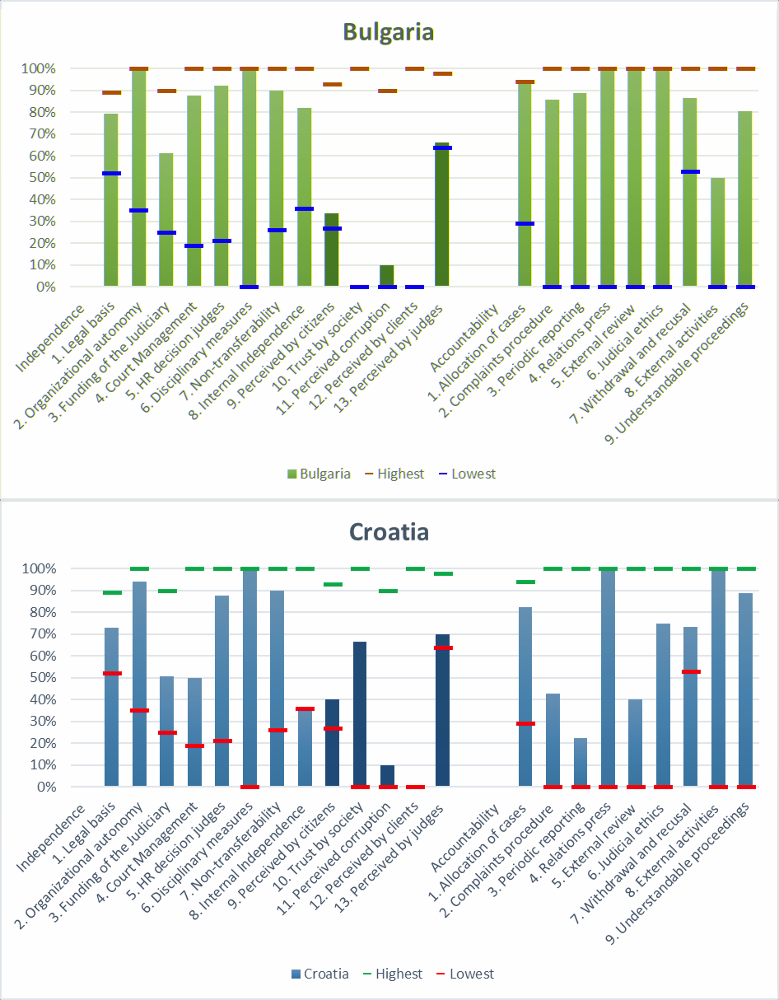 Bulgaria
100%
90%
80%
70%
60%
50%
40%
30%
20%
10%
0%
Independence
1. Legal basis
2. Organizational autonomy
3. Funding of the Judiciary
4. Court Management
5. HR decision judges
6. Disciplinary measures
7. Non-transferability
8. Internal Independence
9. Perceived by citizens
10. Trust by society
11. Perceived corruption
12. Perceived by clients
13. Perceived by judges
Accountability
1. Allocation of cases
2. Complaints procedure
3. Periodic reporting
4. Relations press
5. External review
6. Judicial ethics
7. Withdrawal and recusal
8. External activities
9. Understandable proceedings
Bulgaria Highest Lowest
Croatia
100%
90%
80%
70%
60%
50%
40%
30%
20%
10%
0%
Independence
1. Legal basis
2. Organizational autonomy
3. Funding of the Judiciary
4. Court Management
5. HR decision judges
6. Disciplinary measures
7. Non-transferability
8. Internal Independence
9. Perceived by citizens
10. Trust by society
11. Perceived corruption
12. Perceived by clients
13. Perceived by judges
Accountability
1. Allocation of cases
2. Complaints procedure
3. Periodic reporting
4. Relations press
5. External review
6. Judicial ethics
7. Withdrawal and recusal
8. External activities
9. Understandable proceedings
Croatia Highest Lowest